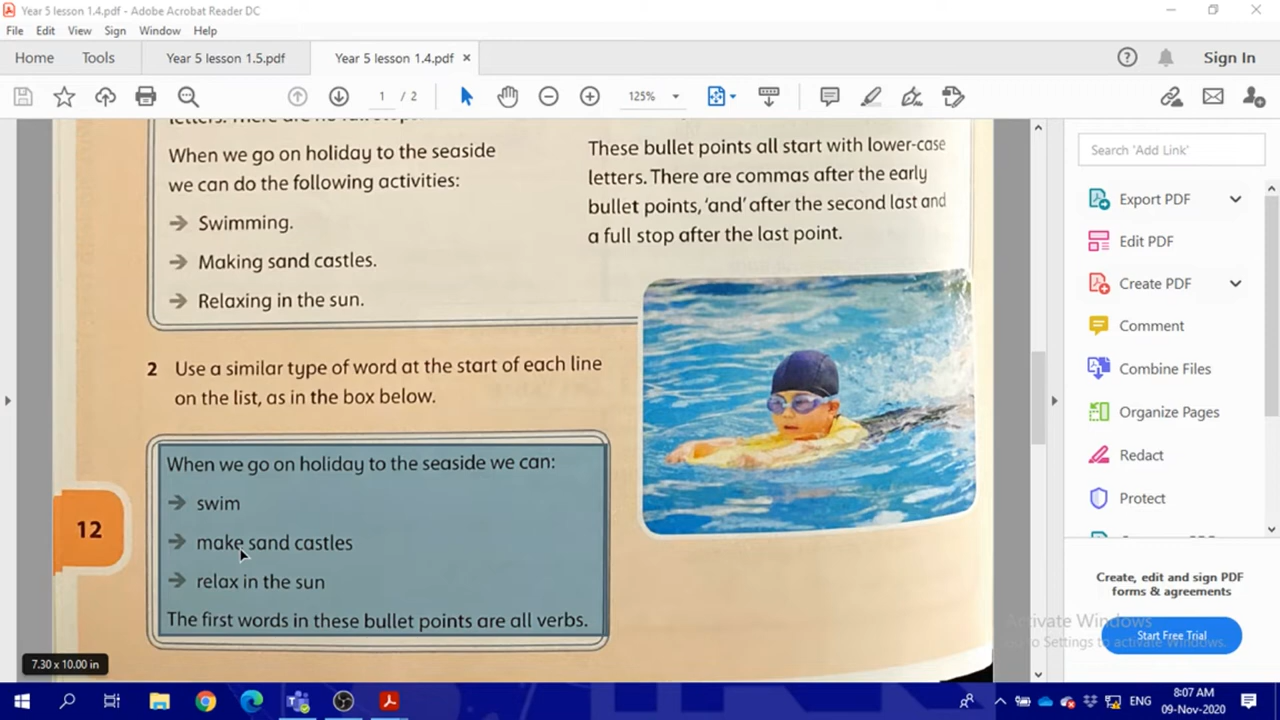 Year 5 lesson 1.4.pdf - Adobe Acrobat Reader DC
File Edit View Sign Window Help
Home Tools Year 5 lesson 1.5.pdf Year 5 lesson 1.4.pdf
Sign In
1 / 2 125%
When we go on holiday to the seaside
we can do the following activities:
→ Swimming.
→ Making sand castles.
→ Relaxing in the sun.
These bullet points all start with lower-case
letters. There are commas after the early
bullet points, ‘and’ after the second last and
a full stop after the last point.
2 Use a similar type of word at the start of each line
on the list, as in the box below.
When we go on holiday to the seaside we can:
→ swim
→ make sand castles
→ relax in the sun
The first words in these bullet points are all verbs.
12
7.30 x 10.00 in
Search 'Add Link'
Export PDF
Edit PDF
Create PDF
Comment
Combine Files
Organize Pages
Redact
Protect
Create, edit and sign PDF
forms & agreements
Activate Windows
Go to Settings to activate Windows.
Start Free Trial
ENG
8:07 AM
09-Nov-2020